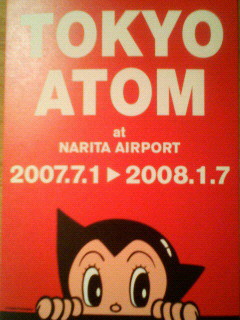 TOKYO
ATOM
at
NARITA AIRPORT
2007.7.1 ▶ 2008.1.7